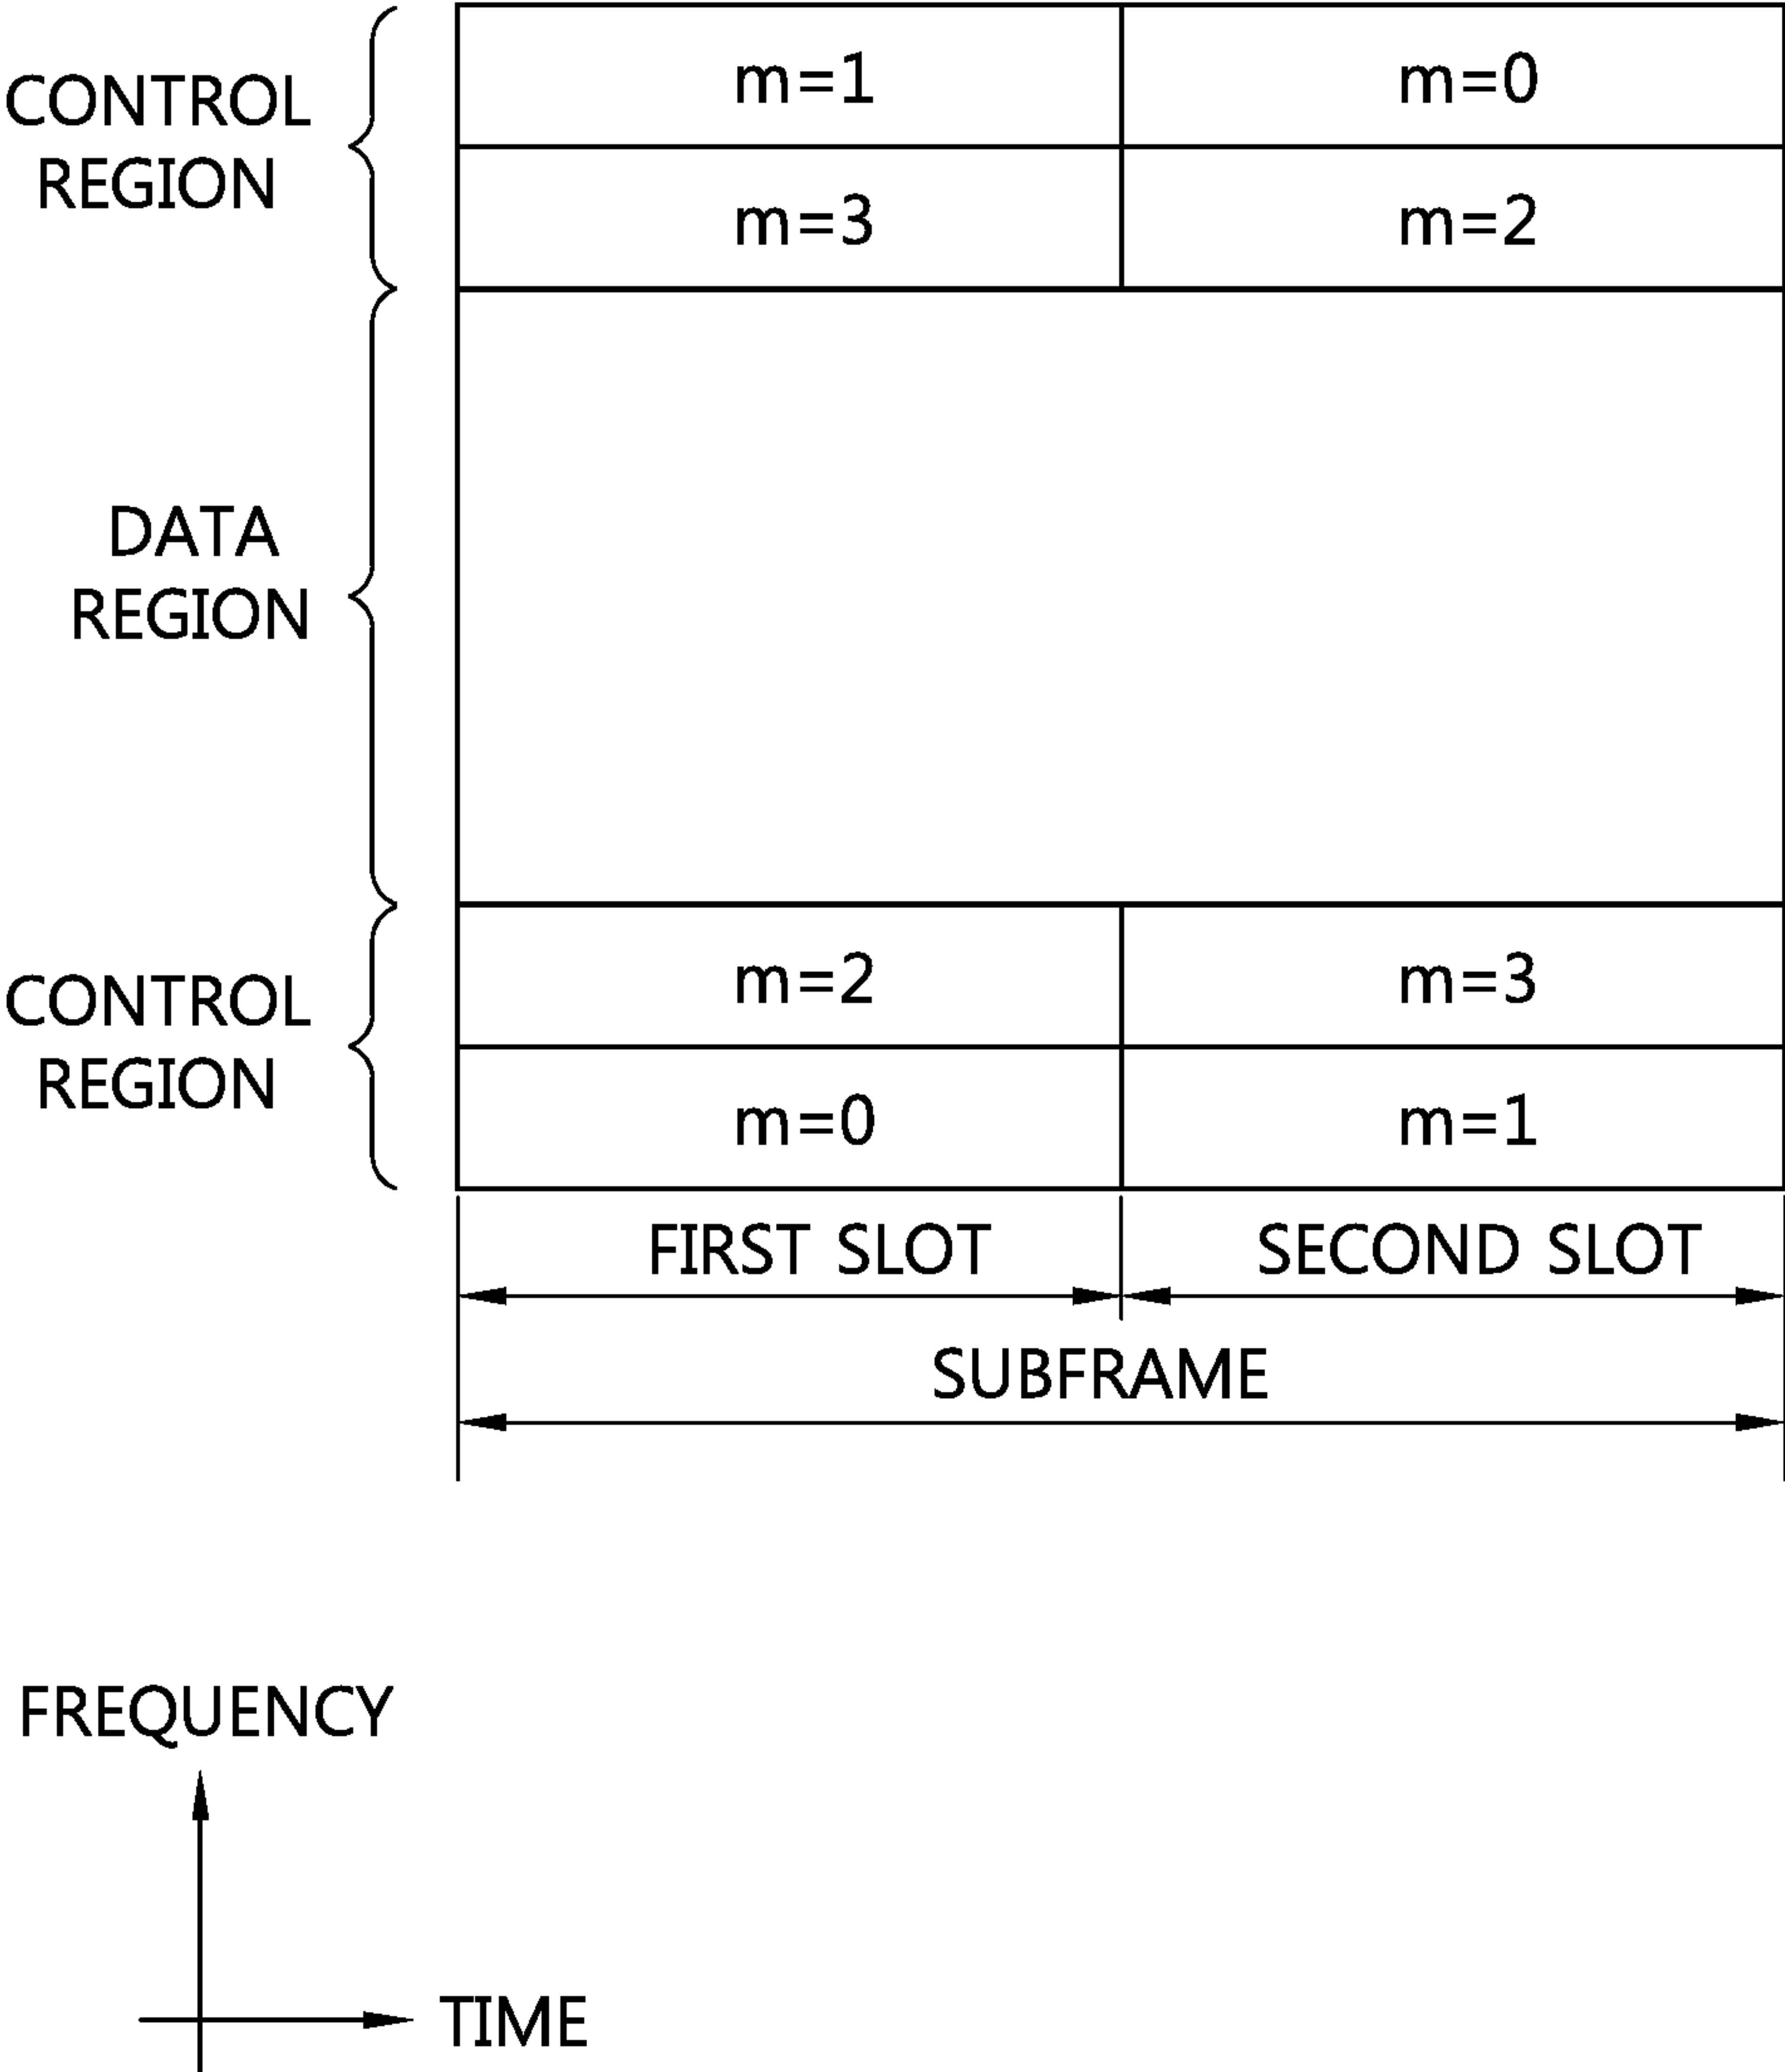 m=1 m=0
CONTROL
REGION
m=3 m=2
DATA
REGION
m=2 m=3
CONTROL
REGION
m=0 m=1
FIRST SLOT SECOND SLOT
SUBFRAME
FREQUENCY
TIME